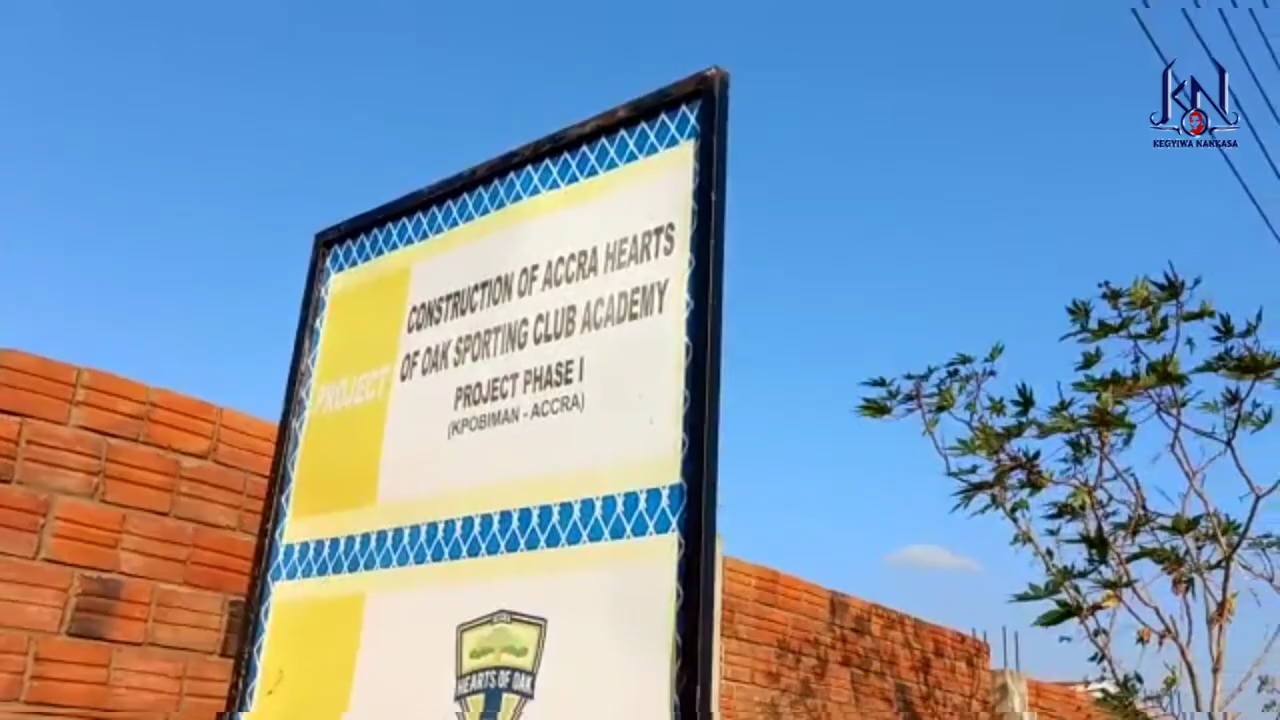 KN
KEGYIWA NANKASA
PROJECT
CONSTRUCTION OF ACCRA HEARTS
OF OAK SPORTING CLUB ACADEMY
PROJECT PHASE I
(KPOBIMAN - ACCRA)
HEARTS OF OAK